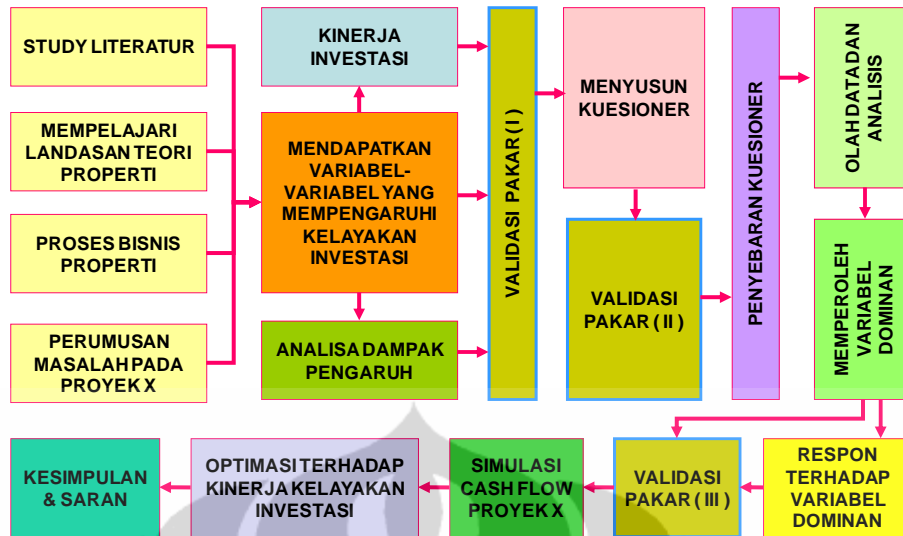 STUDY LITERATUR
MEMPELAJARI
LANDASAN TEORI
PROPERTI
PROSES BISNIS
PROPERTI
PERUMUSAN
MASALAH PADA
PROYEK X
KINERJA
INVESTASI
MENDAPATKAN
VARIABEL-
VARIABEL YANG
MEMPENGARUHI
KELAYAKAN
INVESTASI
ANALISA DAMPAK
PENGARUH
VALIDASI PAKAR ( I )
MENYUSUN
KUESIONER
VALIDASI
PAKAR ( II )
PENYEBARAN KUESIONER
OLAH DATA DAN
ANALISIS
MEMPEROLEH
VARIABEL
DOMINAN
KESIMPULAN
& SARAN
OPTIMASI TERHADAP
KINERJA KELAYAKAN
INVESTASI
SIMULASI
CASH FLOW
PROYEK X
VALIDASI
PAKAR ( III )
RESPON
TERHADAP
VARIABEL
DOMINAN